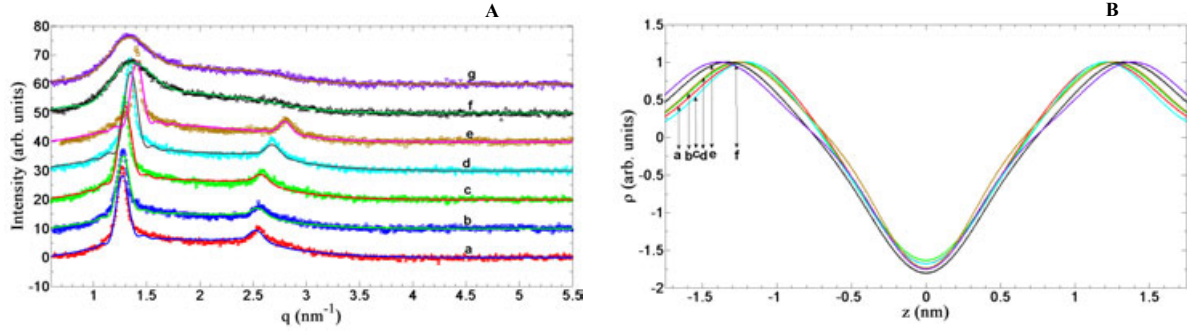 A
80
70
60
50
40
30
20
10
0
-10
Intensity (arb. units)
g
f
e
d
c
b
a
1 1.5 2 2.5 3 3.5 4 4.5 5 5.5
q (nm⁻¹)
B
2
1.5
1
0.5
0
-0.5
-1
-1.5
-2
ρ (arb. units)
a b c d e f
-1.5 -1 -0.5 0 0.5 1 1.5
z (nm)